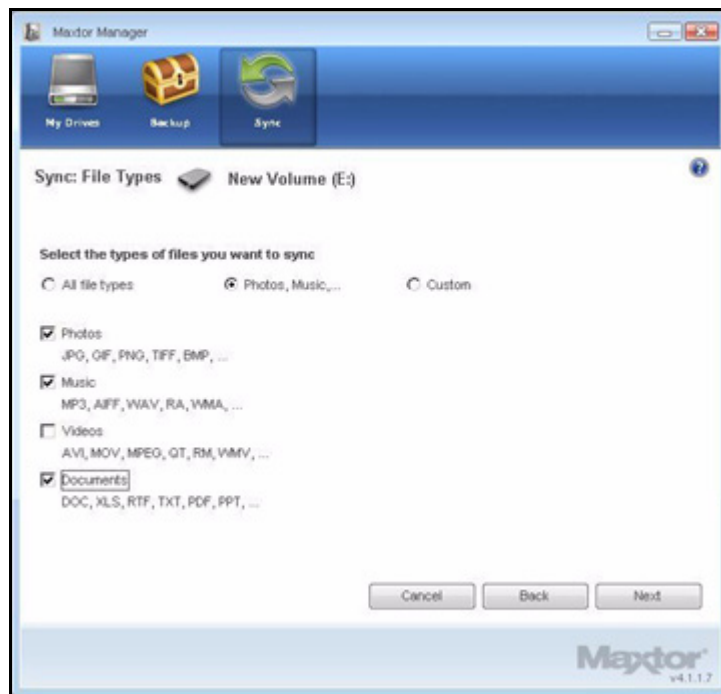 Maxtor Manager
My Drives Backup Sync
Sync: File Types New Volume (E:)
Select the types of files you want to sync
All file types Photos, Music,... Custom
Photos
JPG, GIF, PNG, TIFF, BMP, ...
Music
MP3, AIFF, WAV, RA, WMA, ...
Videos
AVI, MOV, MPEG, QT, RM, WMV, ...
Documents
DOC, XLS, RTF, TXT, PDF, PPT, ...
Cancel Back Next
Maxtor
v4.1.1.7